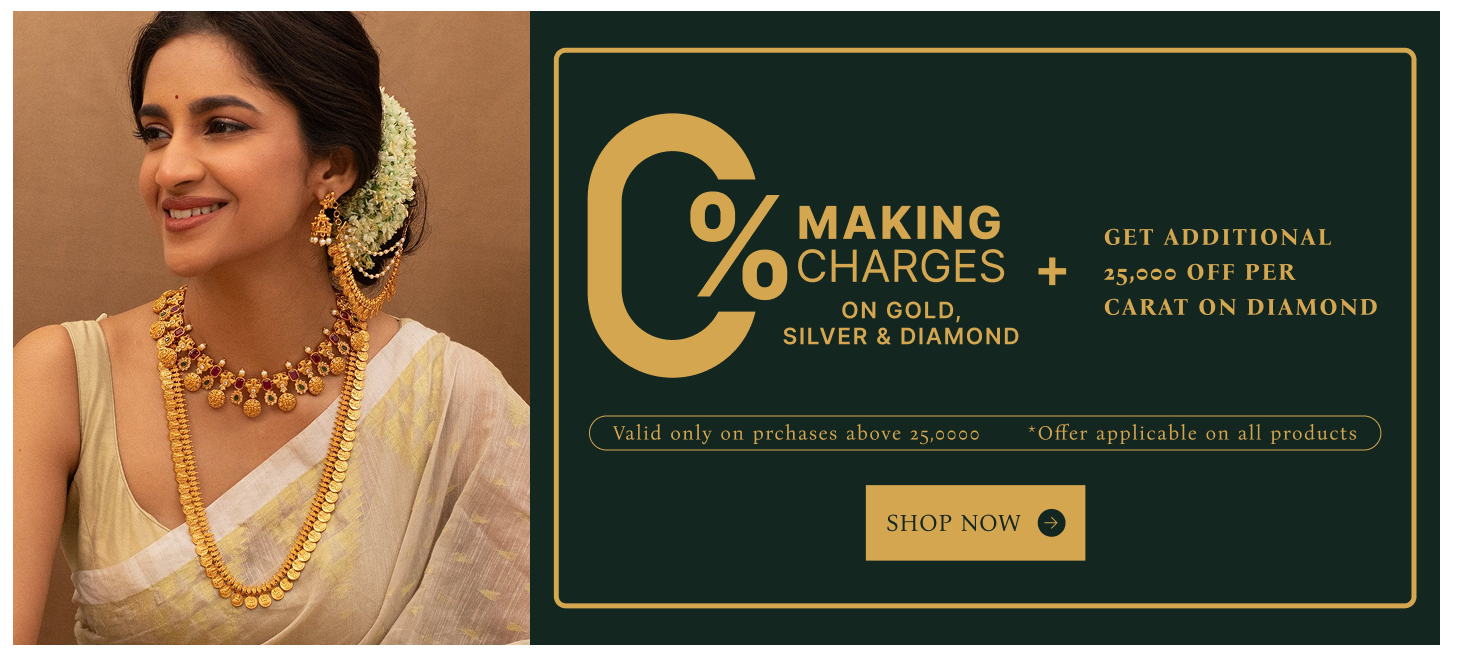 0% MAKING
CHARGES
ON GOLD,
SILVER & DIAMOND
+
GET ADDITIONAL
25,000 OFF PER
CARAT ON DIAMOND
Valid only on prchases above 25,0000 *Offer applicable on all products
SHOP NOW